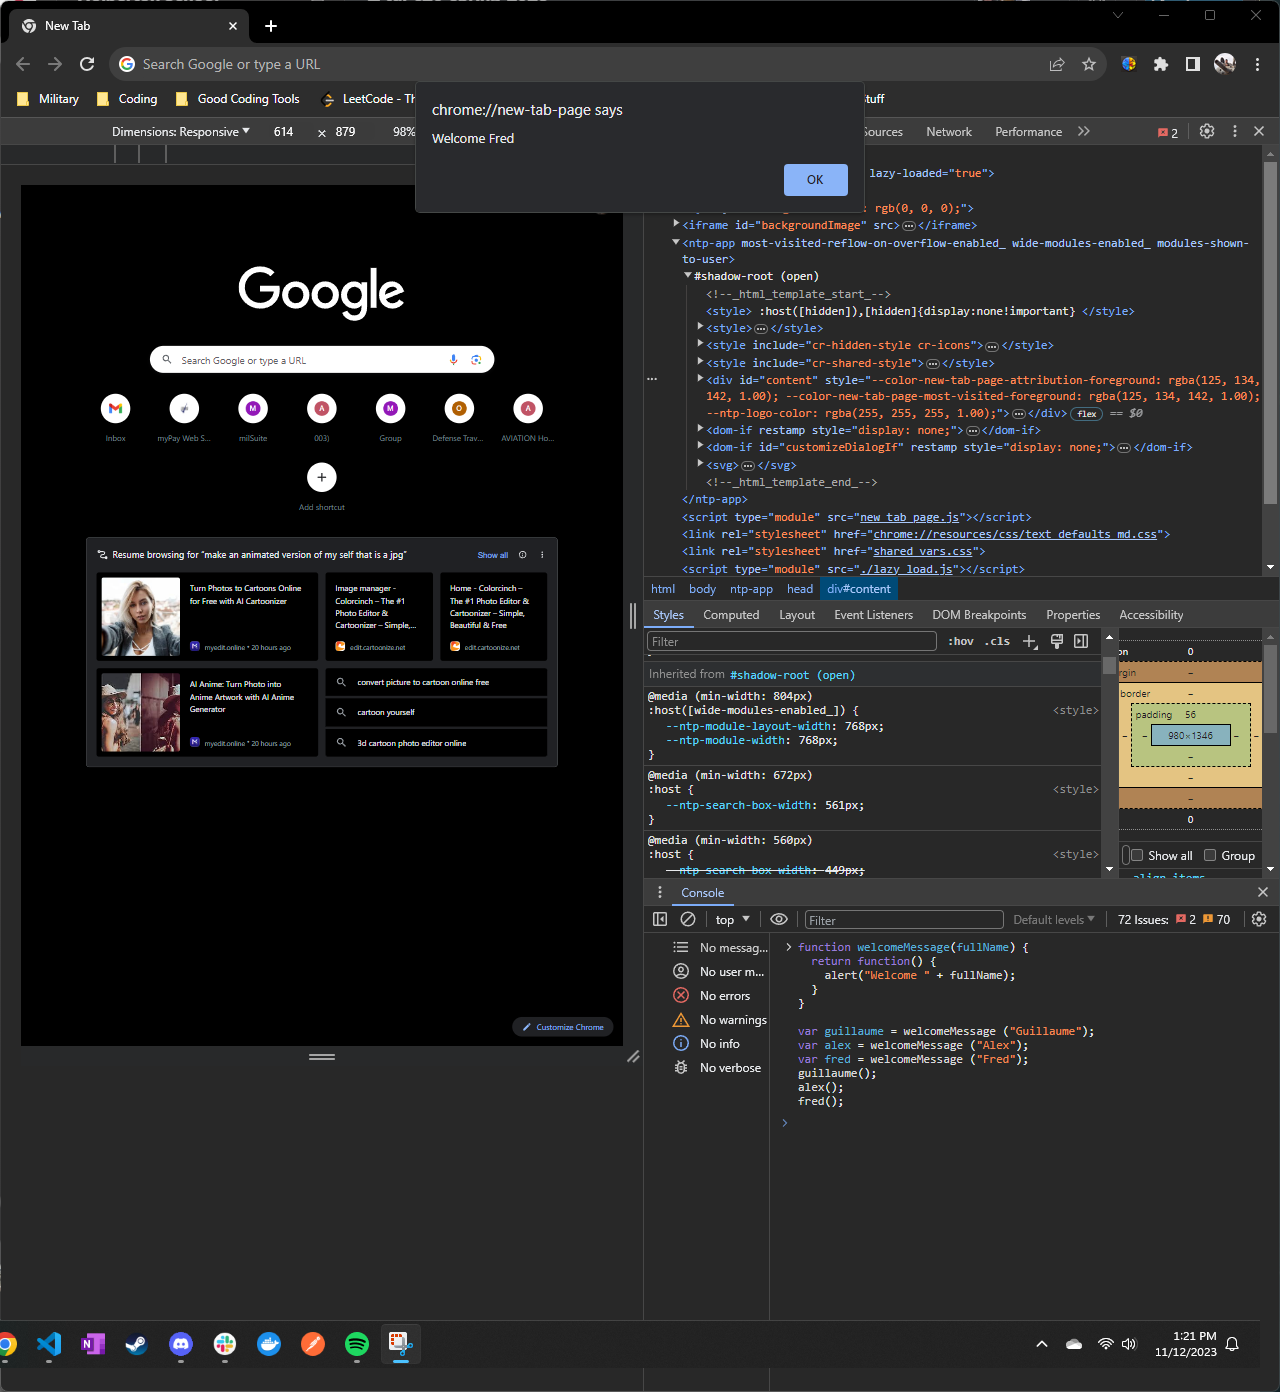 New Tab
Search Google or type a URL
Military
Coding
Good Coding Tools
LeetCode - Th
tuff
chrome://new-tab-page says
Welcome Fred
OK
Dimensions: Responsive
614
×
879
98%
ources
Network
Performance
2
lazy-loaded="true">
: rgb(0, 0, 0);">
<iframe id="backgroundImage" src>…</iframe>
<ntp-app most-visited-reflow-on-overflow-enabled_ wide-modules-enabled_ modules-shown-
to-user>
#shadow-root (open)
<!--_html_template_start_-->
<style> :host([hidden]),[hidden]{display:none!important} </style>
<style>…</style>
<style include="cr-hidden-style cr-icons">…</style>
<style include="cr-shared-style">…</style>
<div id="content" style="--color-new-tab-page-attribution-foreground: rgba(125, 134,
142, 1.00); --color-new-tab-page-most-visited-foreground: rgba(125, 134, 142, 1.00);
--ntp-logo-color: rgba(255, 255, 255, 1.00);">…</div> flex == $0
<dom-if restamp style="display: none;">…</dom-if>
<dom-if id="customizeDialogIf" restamp style="display: none;">…</dom-if>
<svg>…</svg>
<!--_html_template_end_-->
</ntp-app>
<script type="module" src="new_tab_page.js"></script>
<link rel="stylesheet" href="chrome://resources/css/text_defaults_md.css">
<link rel="stylesheet" href="shared_vars.css">
<script type="module" src="./lazy_load.js"></script>
html
body
ntp-app
head
div#content
Google
Search Google or type a URL
M
A
M
O
A
Inbox
myPay Web S...
milSuite
003)
Group
Defense Trav...
AVIATION Ho...
Add shortcut
Resume browsing for "make an animated version of my self that is a jpg"
Show all
Turn Photos to Cartoons Online
for Free with AI Cartoonizer
myedit.online • 20 hours ago
Image manager -
Colorcinch – The #1
Photo Editor &
Cartoonizer – Simple,...
edit.cartoonize.net
Home - Colorcinch –
The #1 Photo Editor &
Cartoonizer – Simple,
Beautiful & Free
edit.cartoonize.net
AI Anime: Turn Photo into
Anime Artwork with AI Anime
Generator
myedit.online • 20 hours ago
convert picture to cartoon online free
cartoon yourself
3d cartoon photo editor online
Customize Chrome
Styles
Computed
Layout
Event Listeners
DOM Breakpoints
Properties
Accessibility
Filter
:hov
.cls
Inherited from #shadow-root (open)
@media (min-width: 804px)
:host([wide-modules-enabled_]) {
<style>
--ntp-module-layout-width: 768px;
--ntp-module-width: 768px;
}
@media (min-width: 672px)
:host {
<style>
--ntp-search-box-width: 561px;
}
@media (min-width: 560px)
:host {
<style>
--ntp-search-box-width: 449px;
on
0
rgin
–
border
–
padding
56
–
–
980×1346
–
–
–
–
–
0
Show all
Group
align-items
Console
top
Filter
Default levels
72 Issues:
2
70
No messag...
No user m...
No errors
No warnings
No info
No verbose
function welcomeMessage(fullName) {
return function() {
alert("Welcome " + fullName);
}
}
var guillaume = welcomeMessage ("Guillaume");
var alex = welcomeMessage ("Alex");
var fred = welcomeMessage ("Fred");
guillaume();
alex();
fred();
1:21 PM
11/12/2023